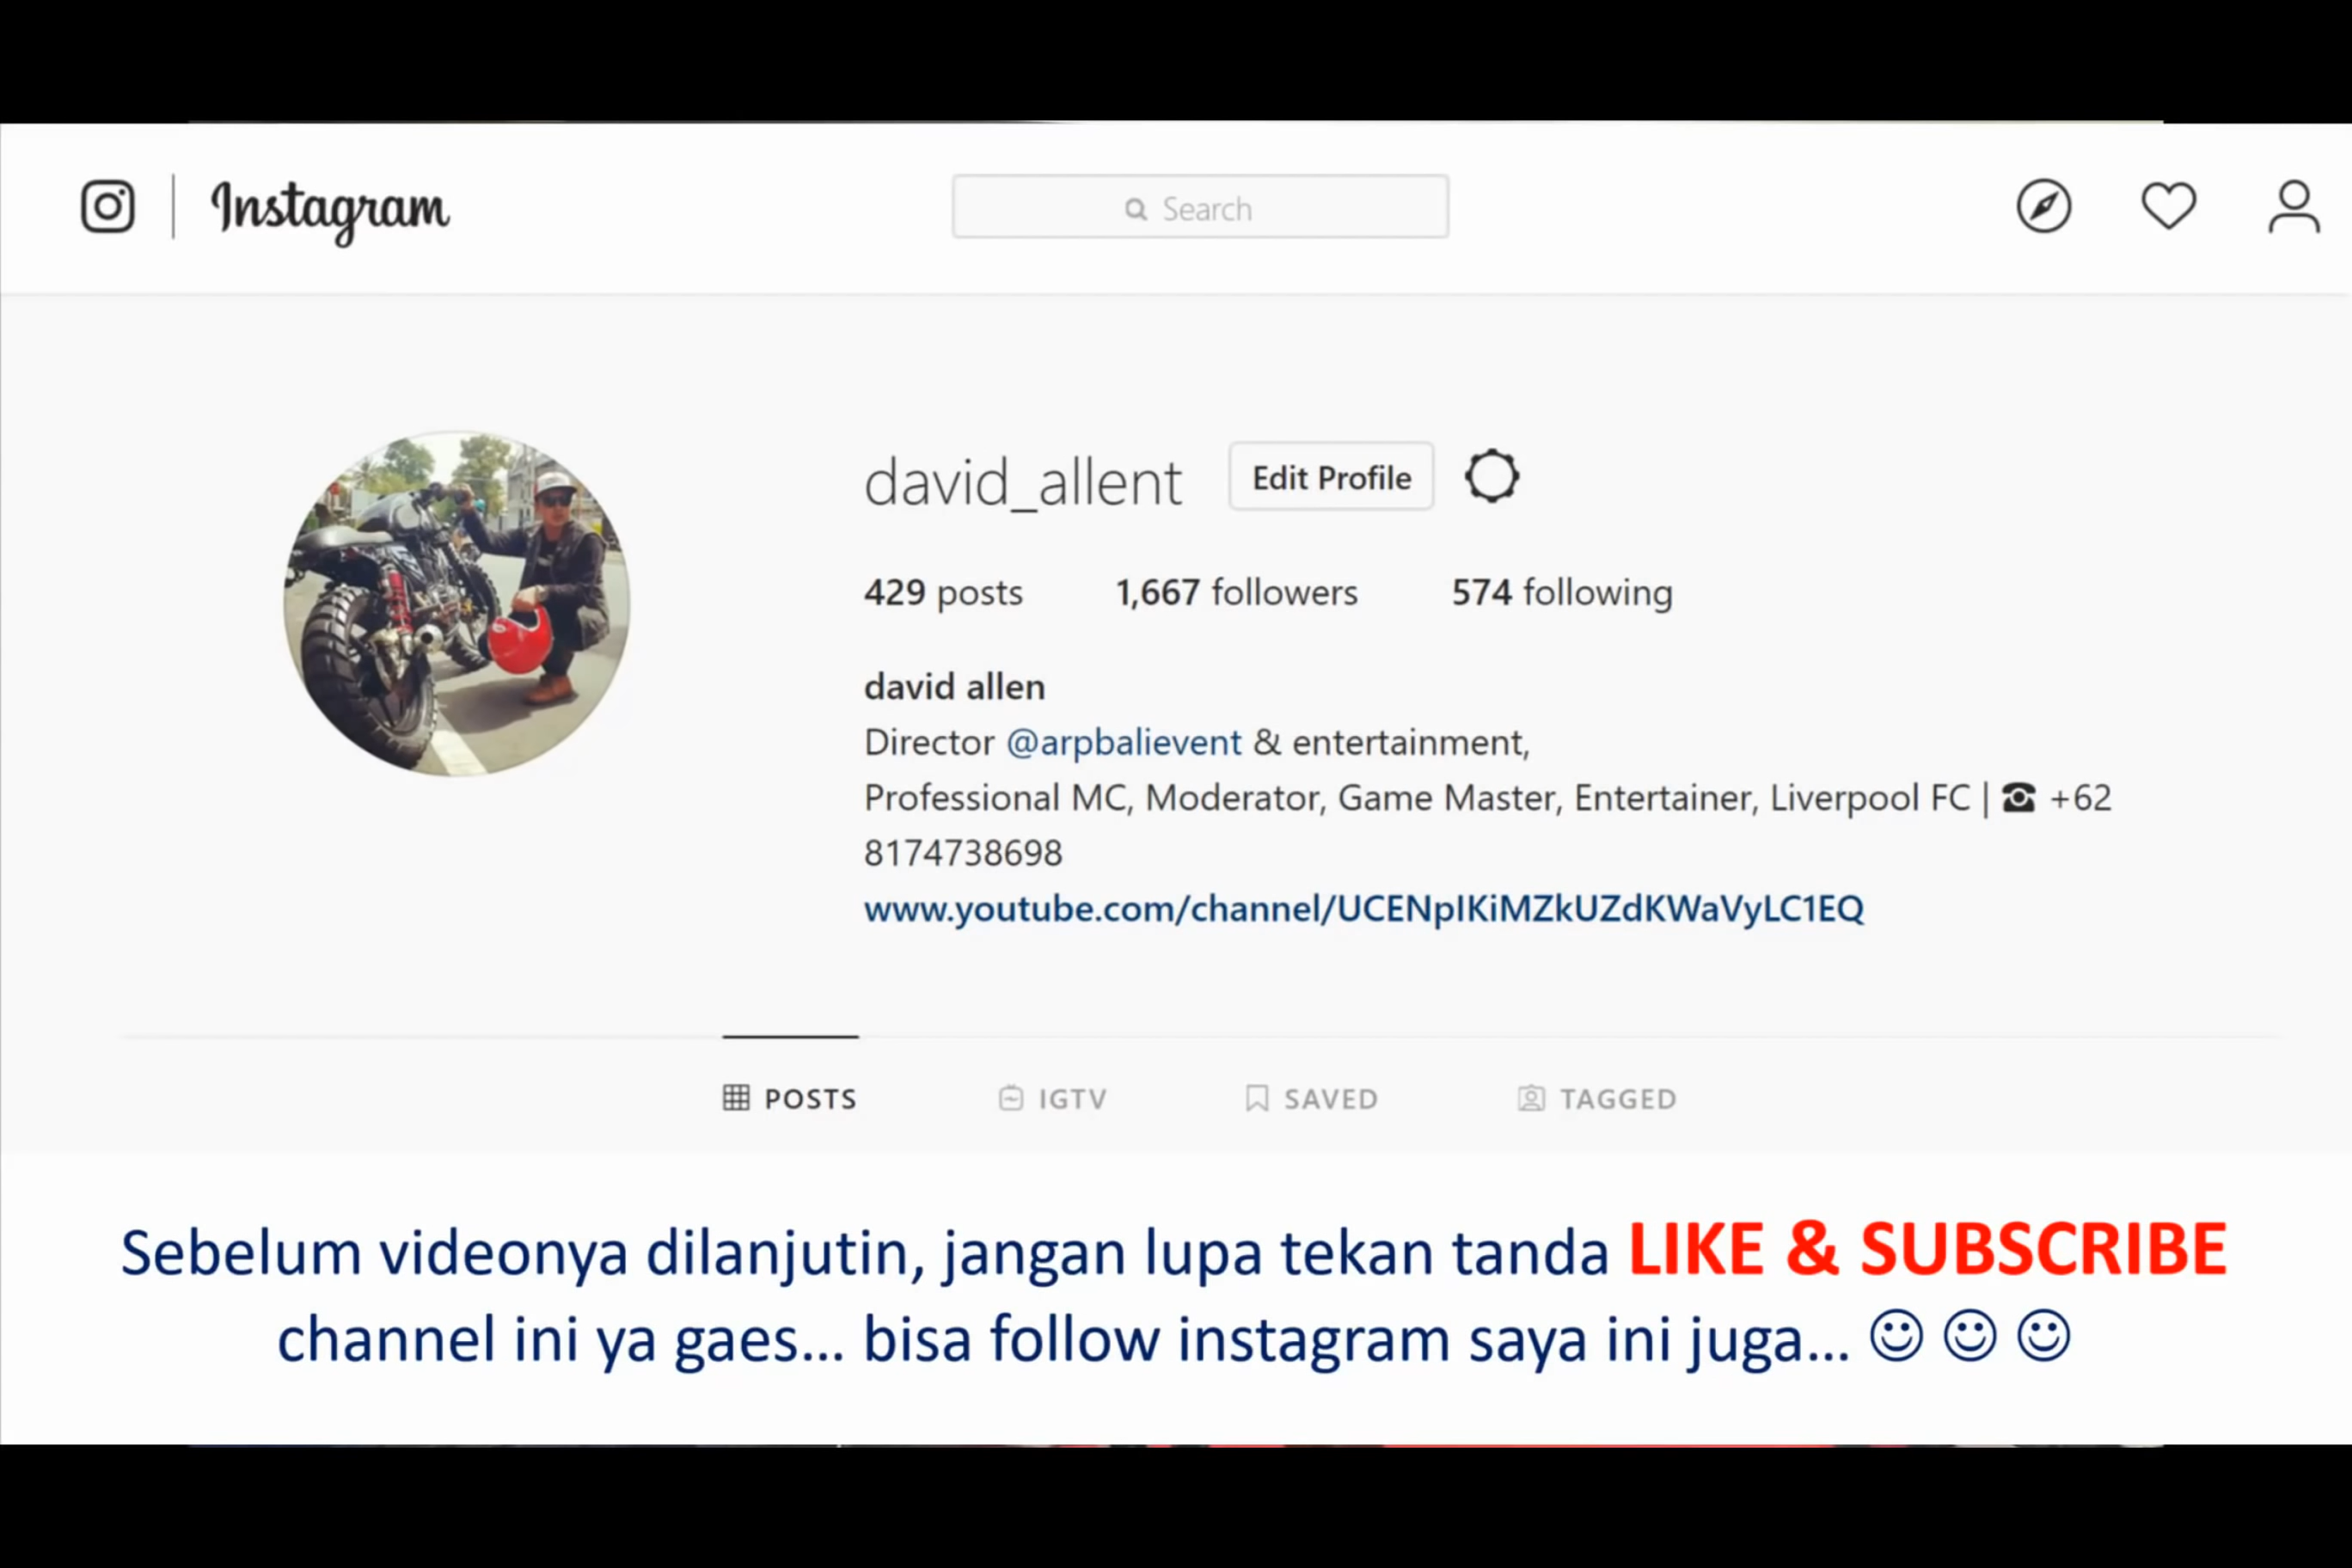 Instagram
Search
david_allent Edit Profile
429 posts 1,667 followers 574 following
david allen
Director @arpbalievent & entertainment,
Professional MC, Moderator, Game Master, Entertainer, Liverpool FC | ☎ +62
8174738698
www.youtube.com/channel/UCENpIKiMZkUZdKWaVyLC1EQ
POSTS IGTV SAVED TAGGED
Sebelum videonya dilanjutin, jangan lupa tekan tanda LIKE & SUBSCRIBE
channel ini ya gaes... bisa follow instagram saya ini juga... ☺ ☺ ☺